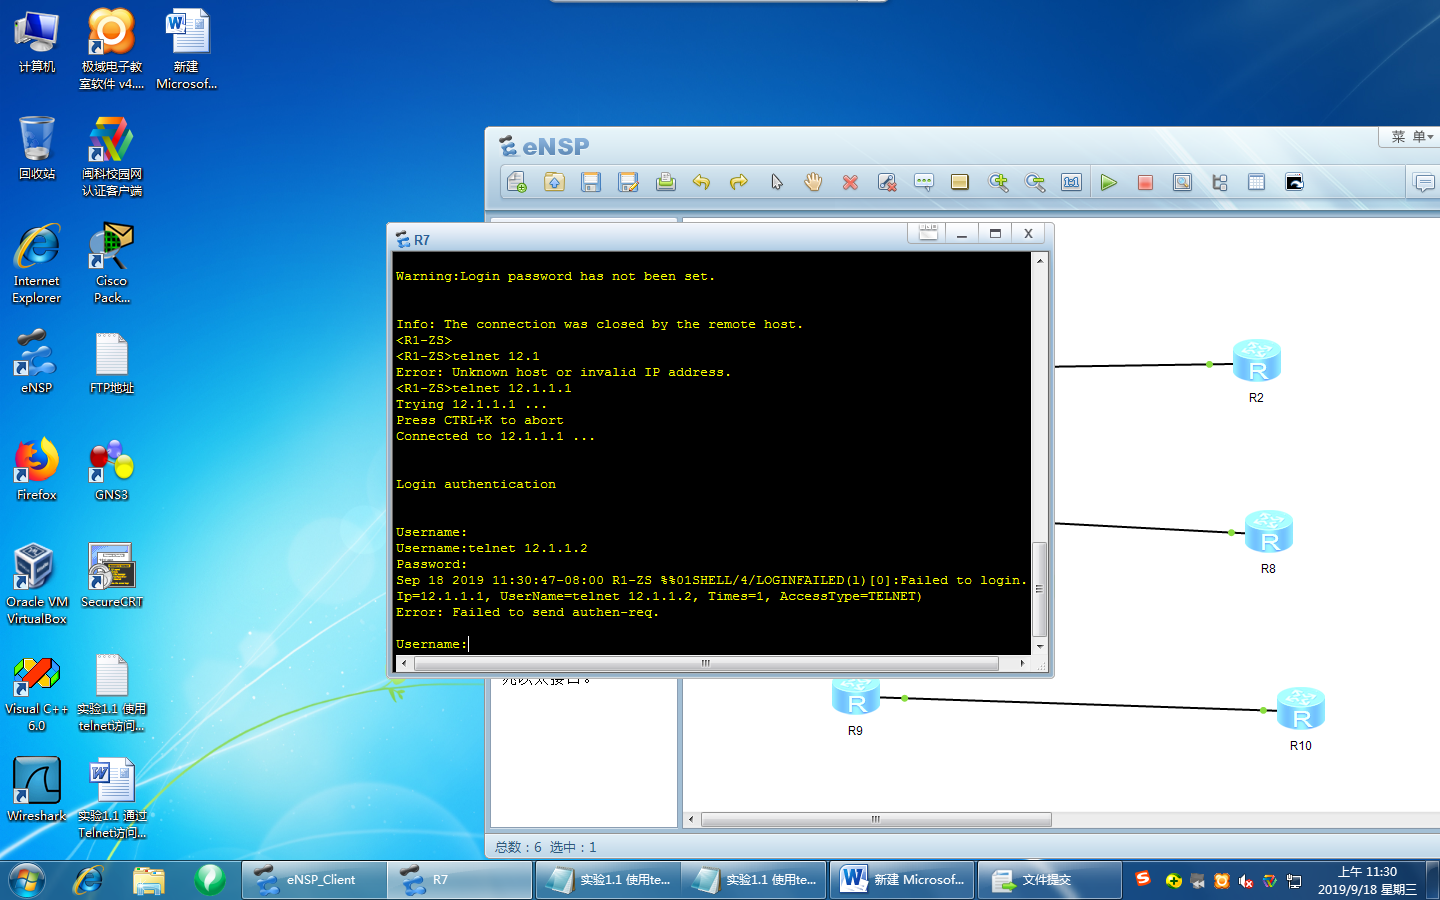 计算机
极域电子教
室软件 v4....
新建
Microsof...
回收站
闽科校园网
认证客户端
Internet
Explorer
Cisco
Pack...
eNSP
FTP地址
Firefox
GNS3
Oracle VM
VirtualBox
SecureCRT
Visual C++
6.0
实验1.1 使用
telnet访问...
Wireshark
实验1.1 通过
Telnet访问...
eNSP
菜 单
1:1
R7
X
Warning:Login password has not been set.
Info: The connection was closed by the remote host.
<R1-ZS>
<R1-ZS>telnet 12.1
Error: Unknown host or invalid IP address.
<R1-ZS>telnet 12.1.1.1
Trying 12.1.1.1 ...
Press CTRL+K to abort
Connected to 12.1.1.1 ...
Login authentication
Username:
Username:telnet 12.1.1.2
Password:
Sep 18 2019 11:30:47-08:00 R1-ZS %%01SHELL/4/LOGINFAILED(l)[0]:Failed to login.
Ip=12.1.1.1, UserName=telnet 12.1.1.2, Times=1, AccessType=TELNET)
Error: Failed to send authen-req.
Username:
R
R2
R
R8
R
R9
R
R10
总数：6 选中：1
eNSP_Client
R7
实验1.1 使用te...
实验1.1 使用te...
新建 Microsof...
文件提交
上午 11:30
2019/9/18 星期三